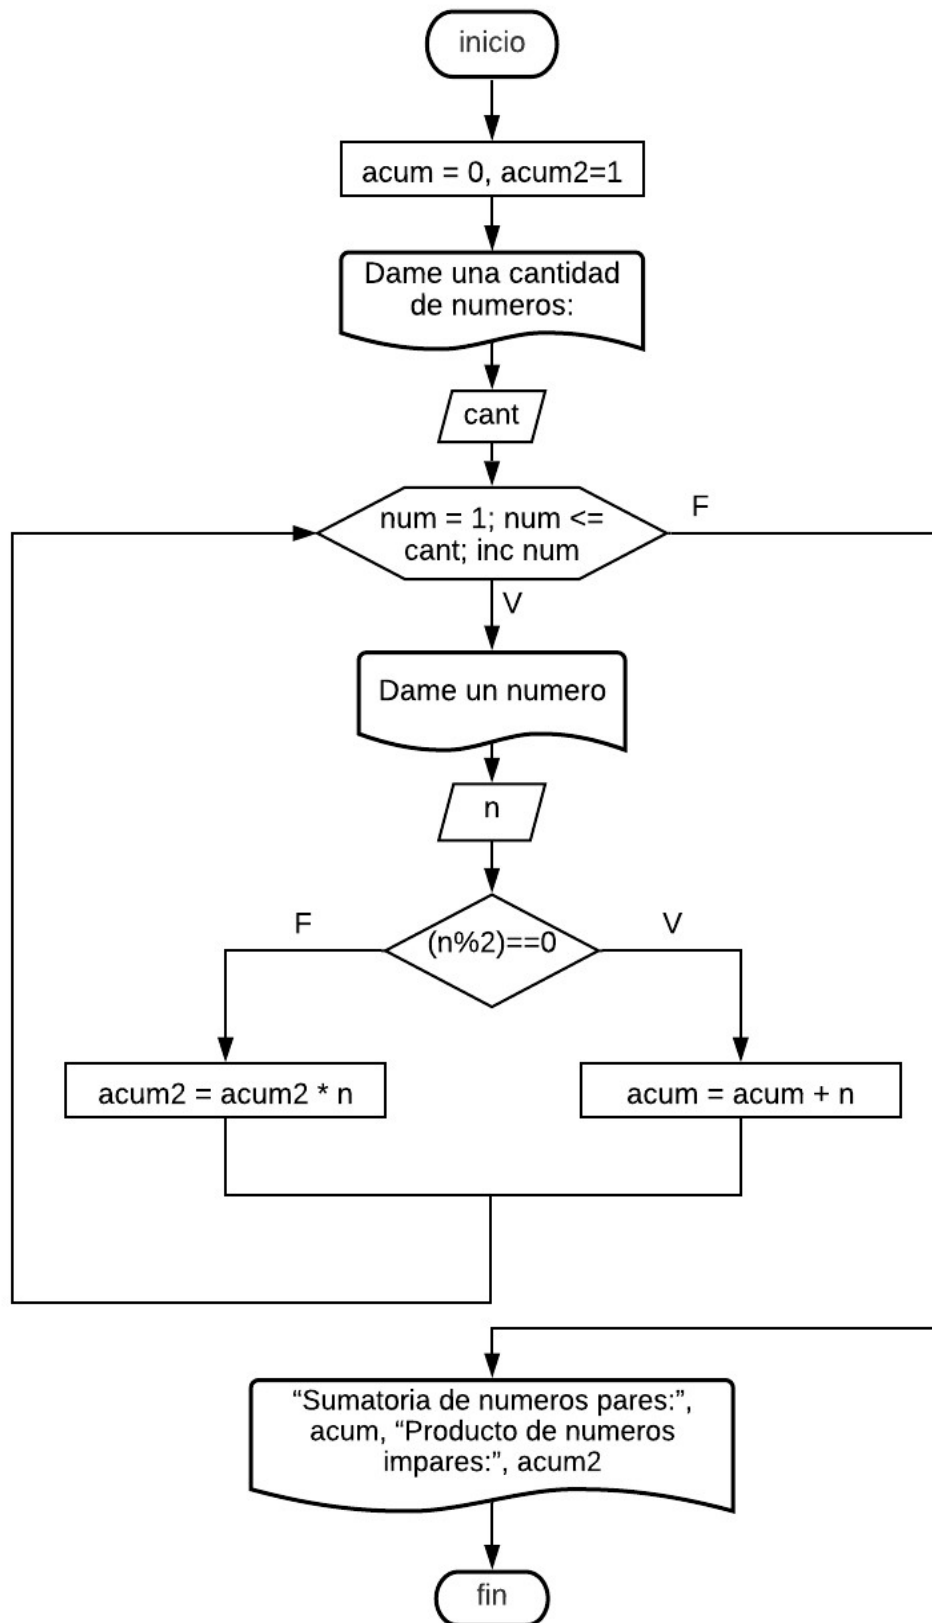 inicio
acum = 0, acum2=1
Dame una cantidad
de numeros:
cant
num = 1; num <=
cant; inc num
F
V
Dame un numero
n
F
(n%2)==0
V
acum2 = acum2 * n
acum = acum + n
“Sumatoria de numeros pares:”,
acum, “Producto de numeros
impares:”, acum2
fin